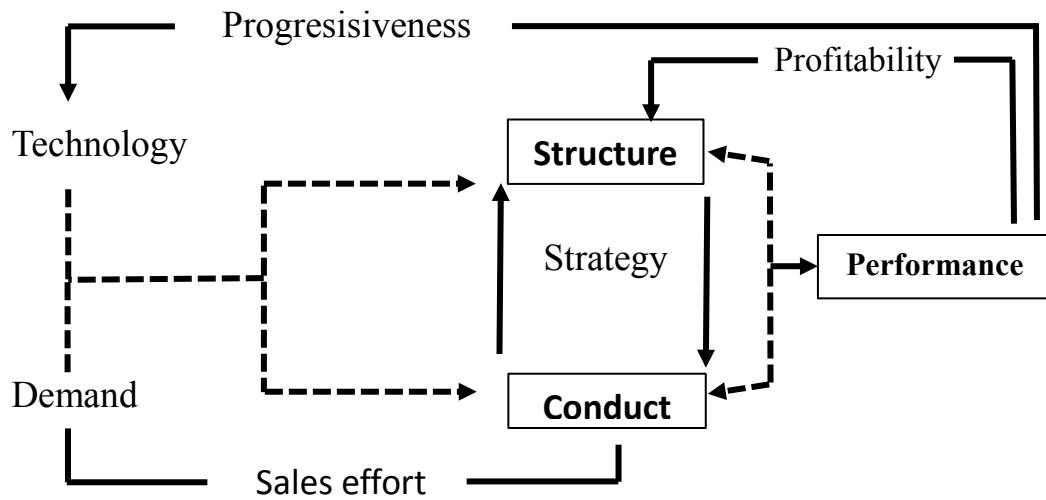 Progresisiveness
Profitability
Technology
Structure
Strategy
Performance
Demand
Conduct
Sales effort